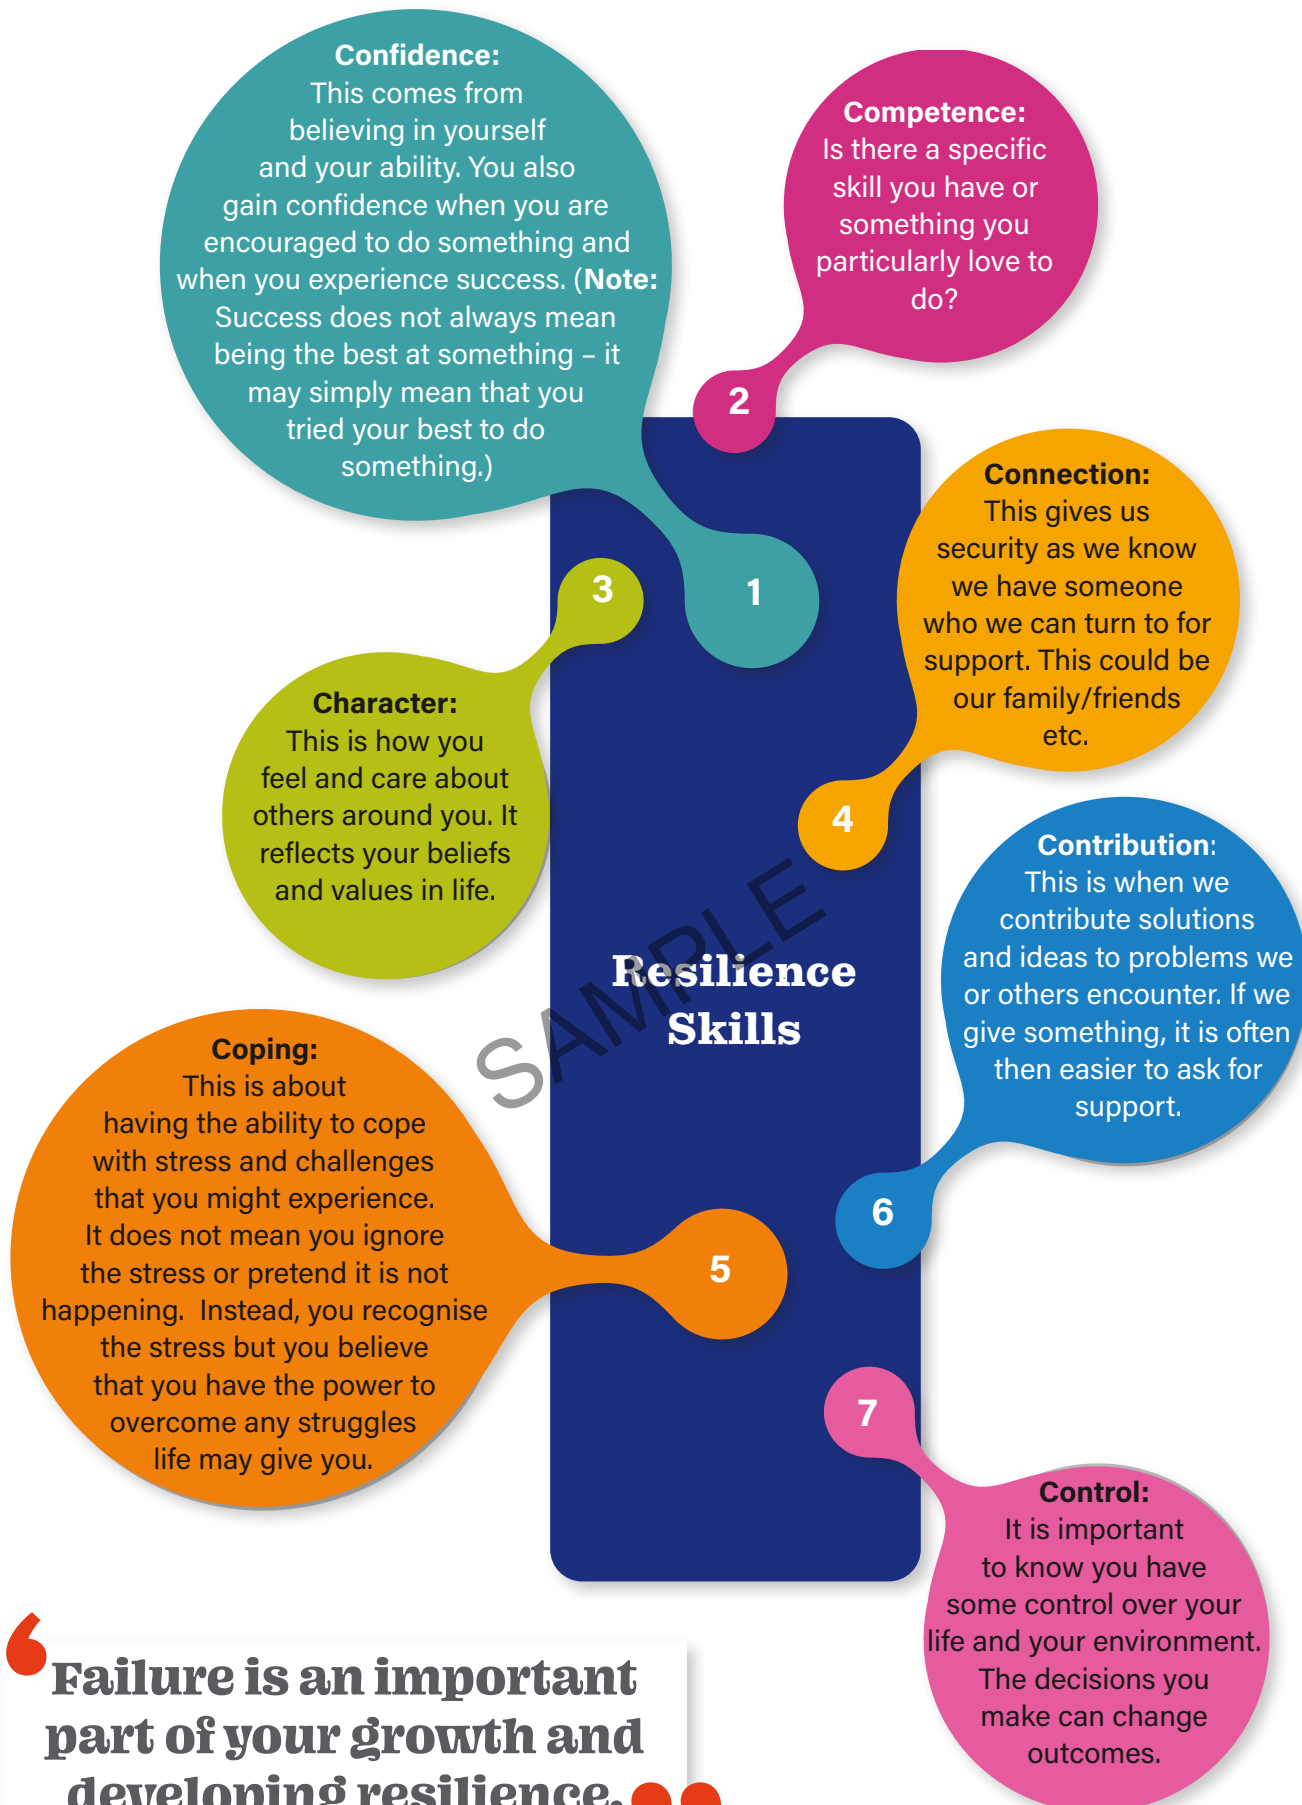 Confidence:
This comes from
believing in yourself
and your ability. You also
gain confidence when you are
encouraged to do something and
when you experience success. (Note:
Success does not always mean
being the best at something – it
may simply mean that you
tried your best to do
something.)
1
Competence:
Is there a specific
skill you have or
something you
particularly love to
do?
2
3
Character:
This is how you
feel and care about
others around you. It
reflects your beliefs
and values in life.
Connection:
This gives us
security as we know
we have someone
who we can turn to for
support. This could be
our family/friends
etc.
4
Resilience
Skills
SAMPLE
Coping:
This is about
having the ability to cope
with stress and challenges
that you might experience.
It does not mean you ignore
the stress or pretend it is not
happening.  Instead, you recognise
the stress but you believe
that you have the power to
overcome any struggles
life may give you.
5
Contribution:
This is when we
contribute solutions
and ideas to problems we
or others encounter. If we
give something, it is often
then easier to ask for
support.
6
7
Control:
It is important
to know you have
some control over your
life and your environment.
The decisions you
make can change
outcomes.
‘Failure is an important
part of your growth and
developing resilience.